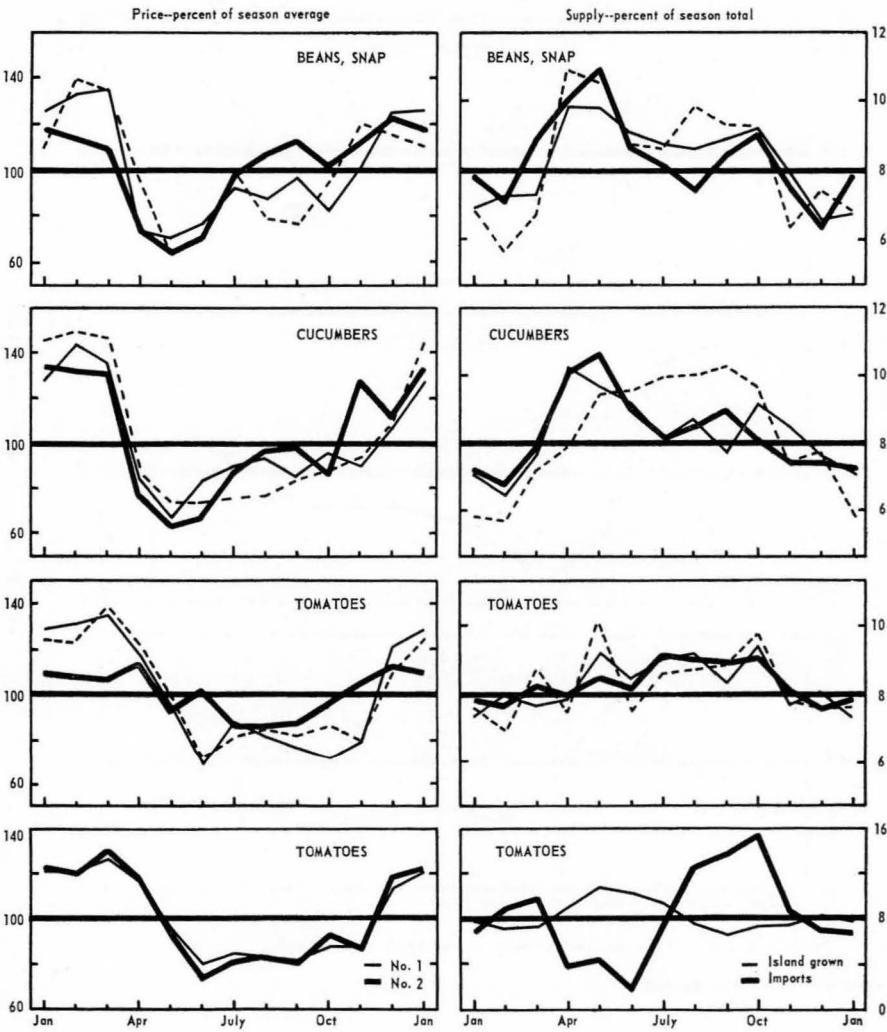 Price--percent of season average
Supply--percent of season total
BEANS, SNAP
140
100
60
BEANS, SNAP
12
10
8
6
CUCUMBERS
140
100
60
CUCUMBERS
12
10
8
6
TOMATOES
140
100
60
TOMATOES
10
8
6
TOMATOES
140
100
60
No. 1
No. 2
Jan Apr July Oct Jan
TOMATOES
16
8
0
Island grown
Imports
Jan Apr July Oct Jan